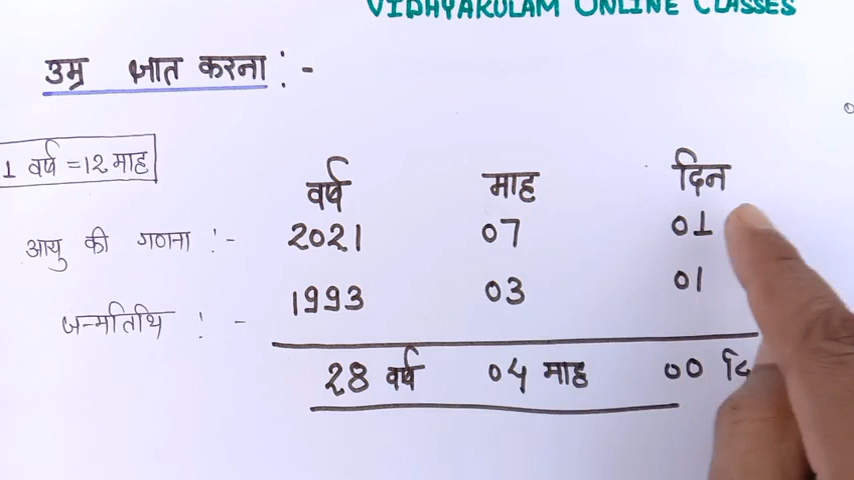 VIDHYAKULAM ONLINE CLASSES
उम्र ज्ञात करना :-
1 वर्ष = 12 माह
वर्ष माह दिन
आयु की गणना :- 2021 07 01
जन्मतिथि :- 1993 03 01
28 वर्ष 04 माह 00